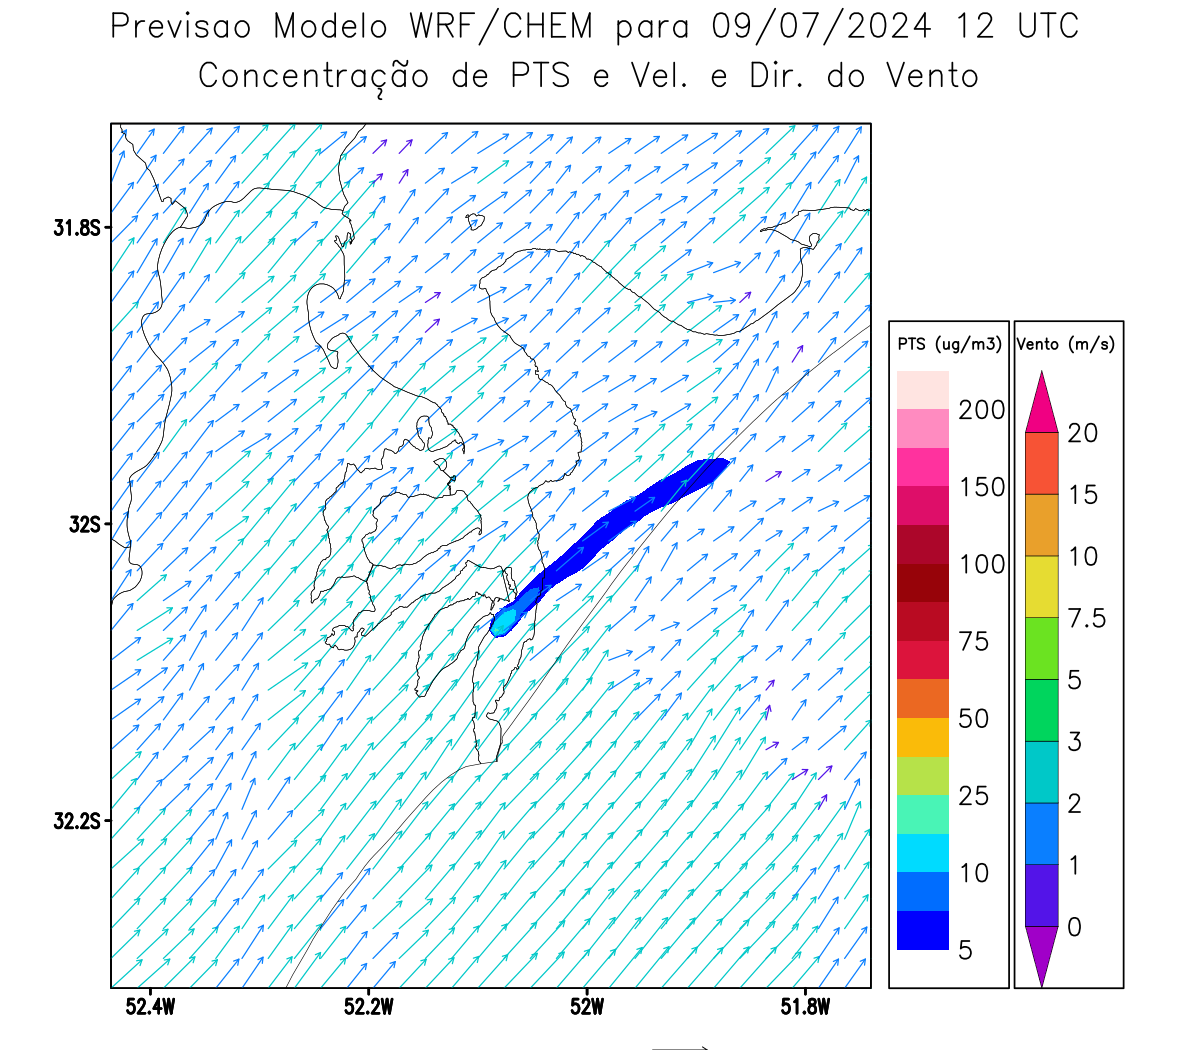 Previsao Modelo WRF/CHEM para 09/07/2024 12 UTC
Concentração de PTS e Vel. e Dir. do Vento
31.8S
32S
32.2S
52.4W
52.2W
52W
51.8W
PTS (ug/m3)
200
150
100
75
50
25
10
5
Vento (m/s)
20
15
10
7.5
5
3
2
1
0